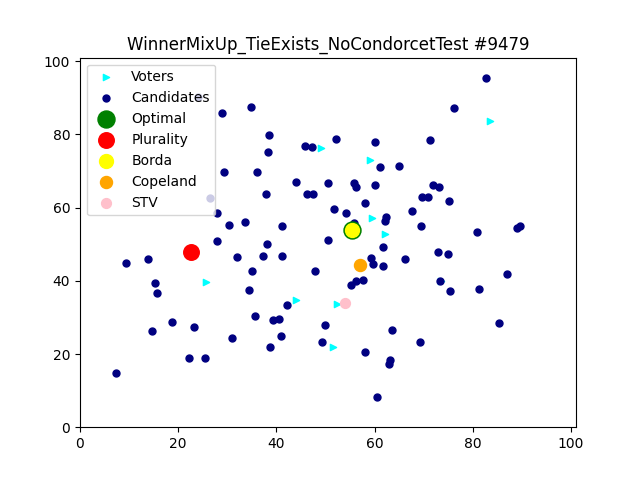 WinnerMixUp_TieExists_NoCondorcetTest #9479
100
80
60
40
20
0
Voters
Candidates
Optimal
Plurality
Borda
Copeland
STV
0 20 40 60 80 100